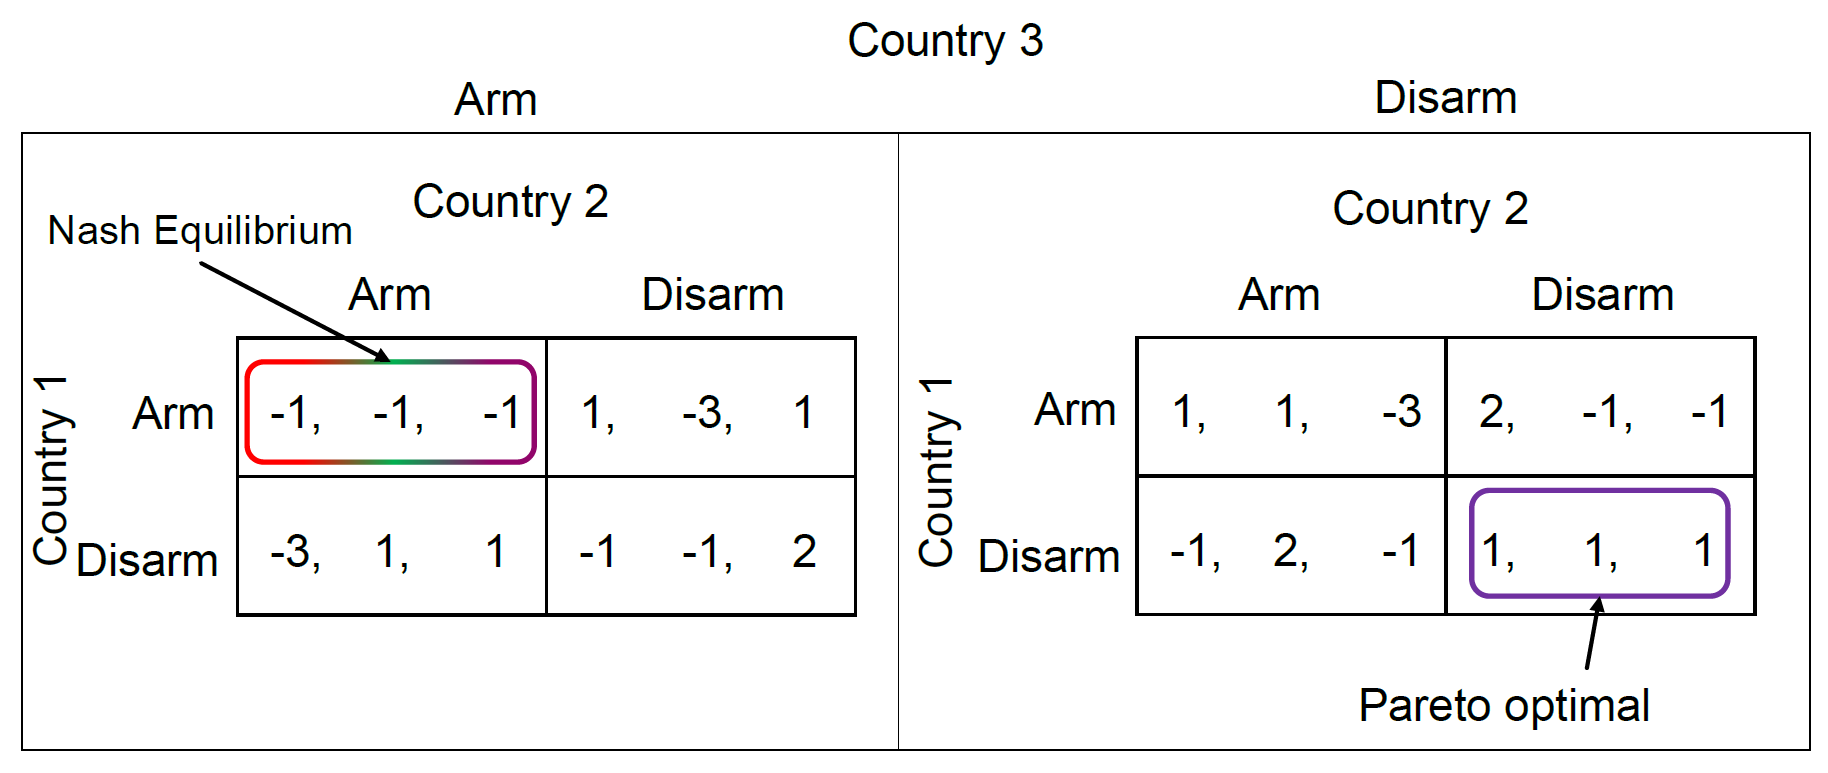 Country 3
Arm Disarm
Country 2 Country 2
Nash Equilibrium
Arm Disarm Arm Disarm
Country 1 Arm -1, -1, -1 1, -3, 1 Country 1 Arm 1, 1, -3 2, -1, -1
Disarm -3, 1, 1 -1 -1, 2 Disarm -1, 2, -1 1, 1, 1
Pareto optimal